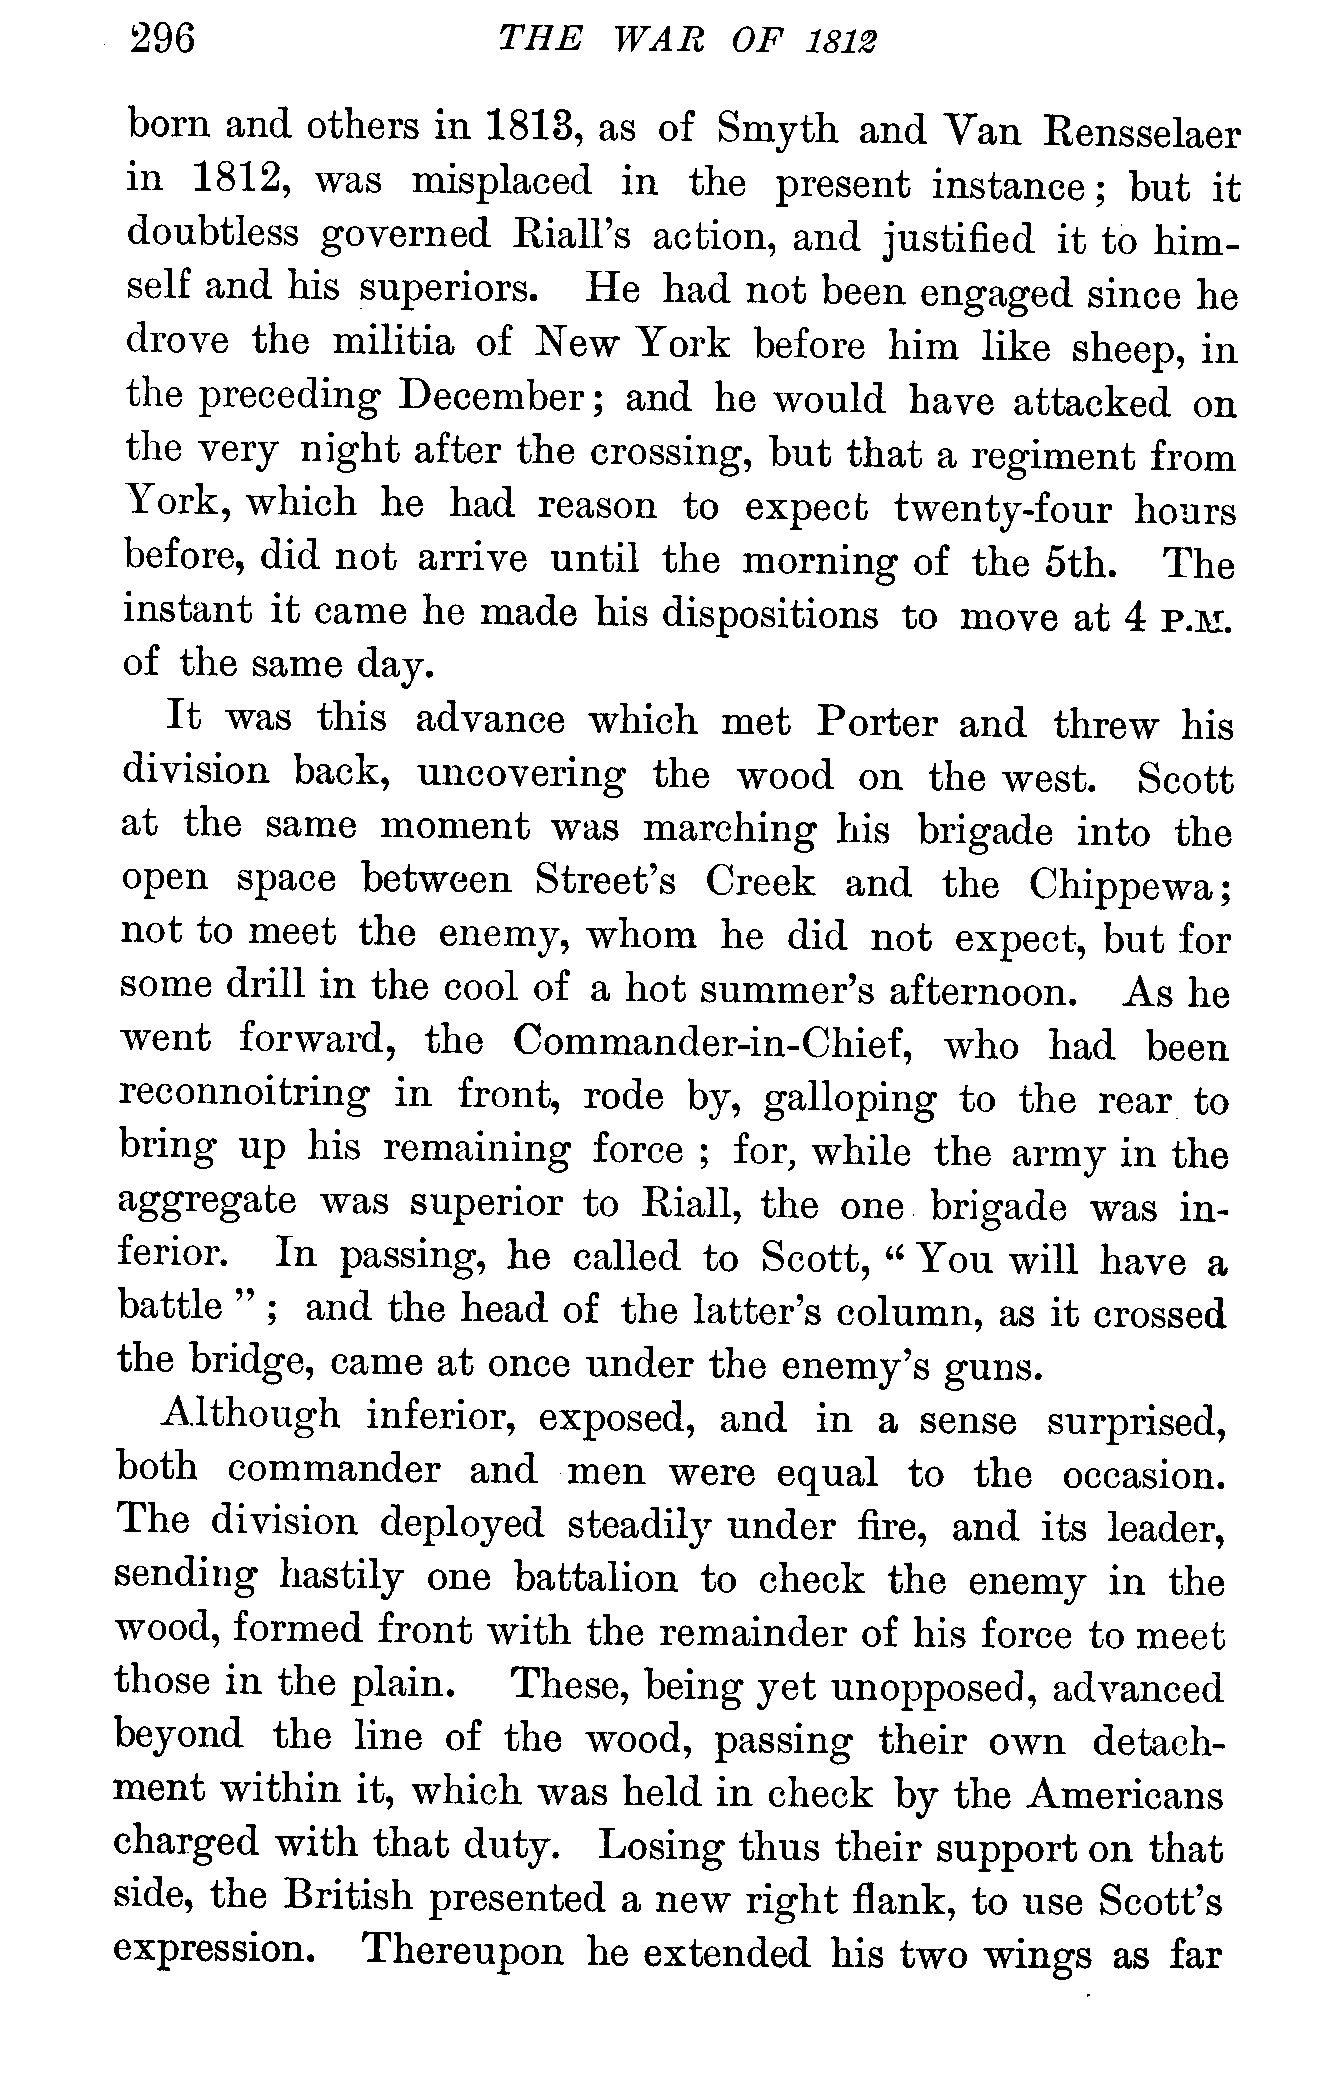 296 THE WAR OF 1812
born and others in 1813, as of Smyth and Van Rensselaer
in 1812, was misplaced in the present instance; but it
doubtless governed Riall's action, and justified it to him-
self and his superiors. He had not been engaged since he
drove the militia of New York before him like sheep, in
the preceding December; and he would have attacked on
the very night after the crossing, but that a regiment from
York, which he had reason to expect twenty-four hours
before, did not arrive until the morning of the 5th. The
instant it came he made his dispositions to move at 4 P.M.
of the same day.
It was this advance which met Porter and threw his
division back, uncovering the wood on the west. Scott
at the same moment was marching his brigade into the
open space between Street's Creek and the Chippewa;
not to meet the enemy, whom he did not expect, but for
some drill in the cool of a hot summer's afternoon. As he
went forward, the Commander-in-Chief, who had been
reconnoitring in front, rode by, galloping to the rear to
bring up his remaining force ; for, while the army in the
aggregate was superior to Riall, the one brigade was in-
ferior. In passing, he called to Scott, “ You will have a
battle ” ; and the head of the latter's column, as it crossed
the bridge, came at once under the enemy's guns.
Although inferior, exposed, and in a sense surprised,
both commander and men were equal to the occasion.
The division deployed steadily under fire, and its leader,
sending hastily one battalion to check the enemy in the
wood, formed front with the remainder of his force to meet
those in the plain. These, being yet unopposed, advanced
beyond the line of the wood, passing their own detach-
ment within it, which was held in check by the Americans
charged with that duty. Losing thus their support on that
side, the British presented a new right flank, to use Scott's
expression. Thereupon he extended his two wings as far